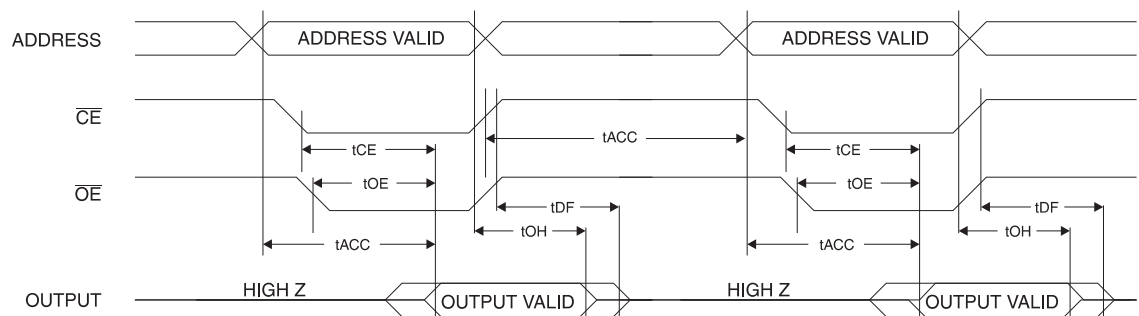 ADDRESS
ADDRESS VALID
ADDRESS VALID
CE
tACC
tCE
tCE
OE
tOE
tOE
tDF
tDF
tOH
tOH
tACC
tACC
OUTPUT
HIGH Z
OUTPUT VALID
HIGH Z
OUTPUT VALID